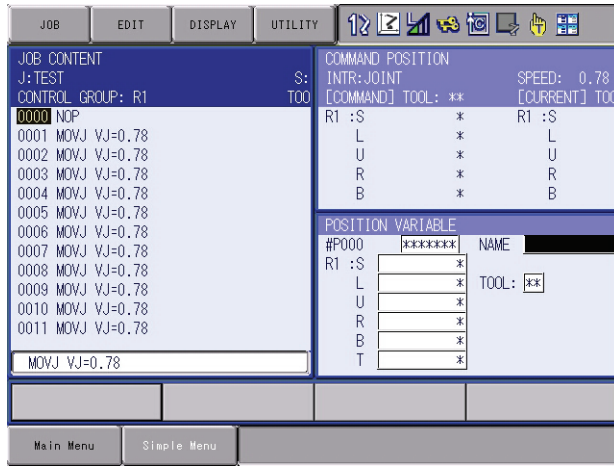 JOB EDIT DISPLAY UTILITY
JOB CONTENT
J:TEST S:
CONTROL GROUP: R1 TOO
0000 NOP
0001 MOVJ VJ=0.78
0002 MOVJ VJ=0.78
0003 MOVJ VJ=0.78
0004 MOVJ VJ=0.78
0005 MOVJ VJ=0.78
0006 MOVJ VJ=0.78
0007 MOVJ VJ=0.78
0008 MOVJ VJ=0.78
0009 MOVJ VJ=0.78
0010 MOVJ VJ=0.78
0011 MOVJ VJ=0.78
MOVJ VJ=0.78
COMMAND POSITION
INTR:JOINT SPEED: 0.78
[COMMAND] TOOL: ** [CURRENT] TOO
R1 :S * R1 :S
L * L
U * U
R * R
B * B
POSITION VARIABLE
#P000 ******* NAME
R1 :S *
L * TOOL: **
U *
R *
B *
T *
Main Menu Simple Menu